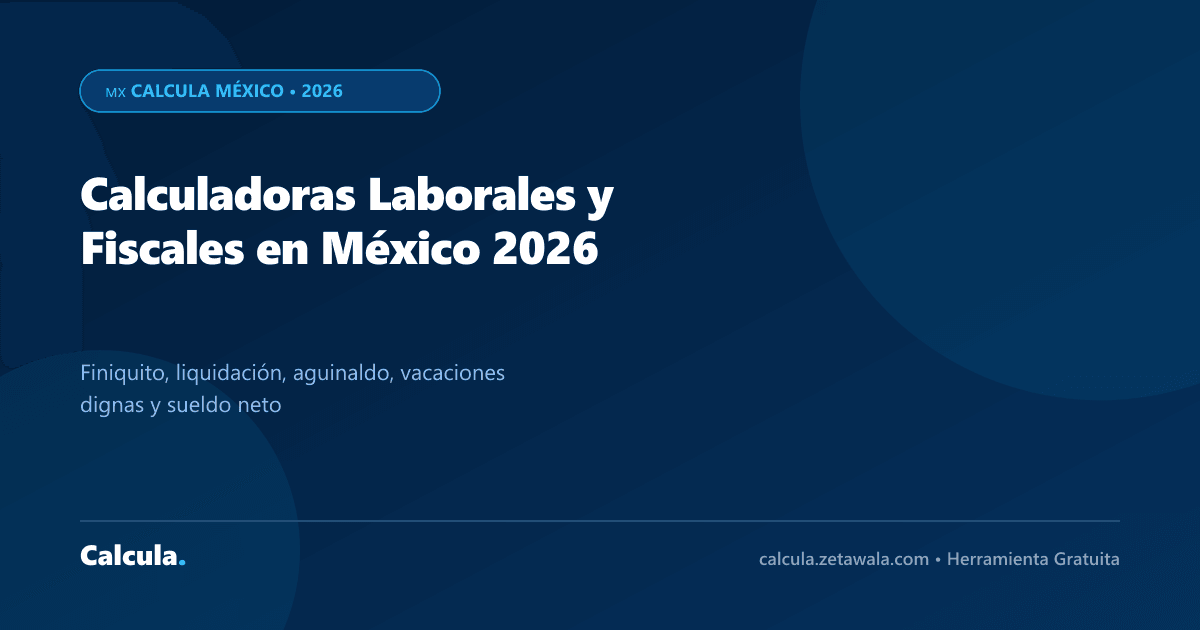 MX CALCULA MÉXICO • 2026
Calculadoras Laborales y
Fiscales en México 2026
Finiquito, liquidación, aguinaldo, vacaciones
dignas y sueldo neto
Calcula.
calcula.zetawala.com • Herramienta Gratuita